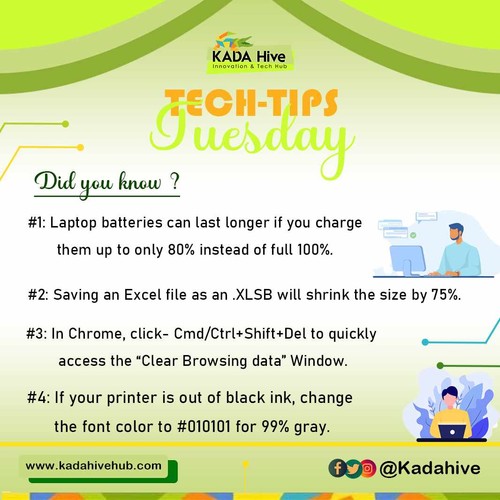 KADA Hive
Innovation & Tech Hub
TECH-TIPS
Tuesday
Did you know ?
#1: Laptop batteries can last longer if you charge
them up to only 80% instead of full 100%.
#2: Saving an Excel file as an .XLSB will shrink the size by 75%.
#3: In Chrome, click- Cmd/Ctrl+Shift+Del to quickly
access the “Clear Browsing data” Window.
#4: If your printer is out of black ink, change
the font color to #010101 for 99% gray.
www.kadahivehub.com
@Kadahive